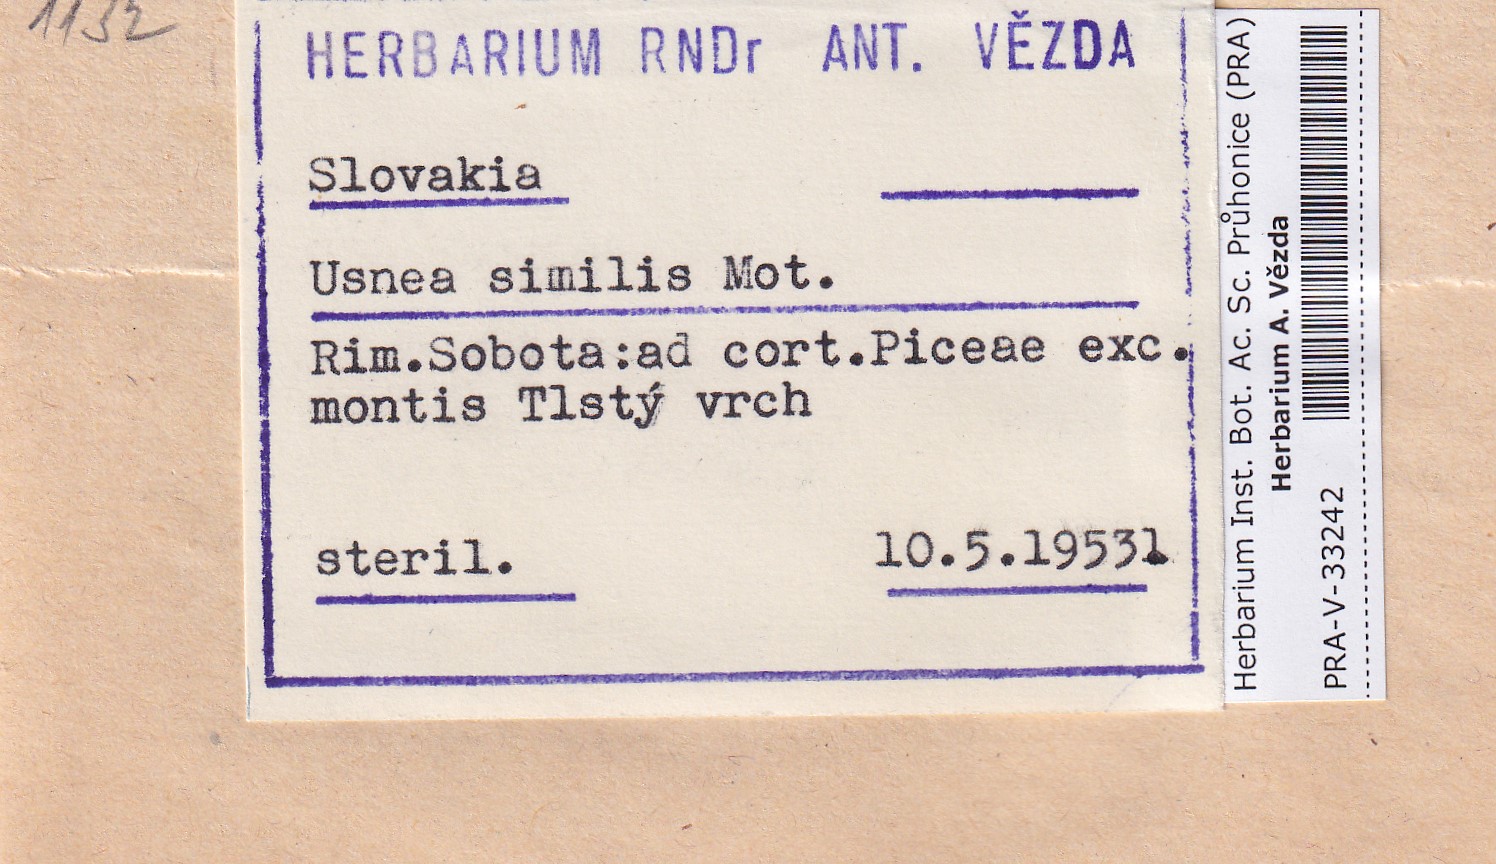 1132
HERBARIUM RNDr ANT. VĚZDA
Slovakia
Usnea similis Mot.
Rim.Sobota:ad cort.Piceae exc.
montis Tlstý vrch
steril.
10.5.19531
Herbarium Inst. Bot. Ac. Sc. Průhonice (PRA)
Herbarium A. Vězda
PRA-V-33242